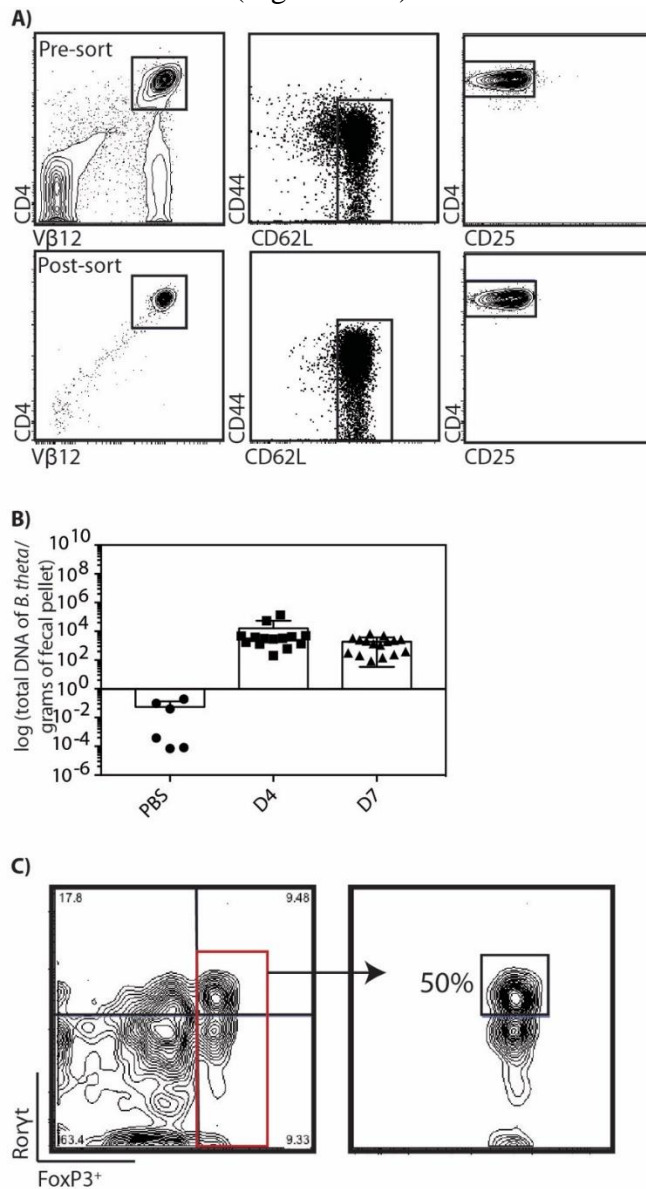 A)
Pre-sort
CD4
Vβ12
CD44
CD62L
CD4
CD25
Post-sort
CD4
Vβ12
CD44
CD62L
CD4
CD25
B)
log (total DNA of B. theta/
grams of fecal pellet)
10^10
10^8
10^6
10^4
10^2
10^0
10^-2
10^-4
10^-6
PBS
D4
D7
C)
17.8
9.48
63.4
9.33
50%
Rorγt
FoxP3+